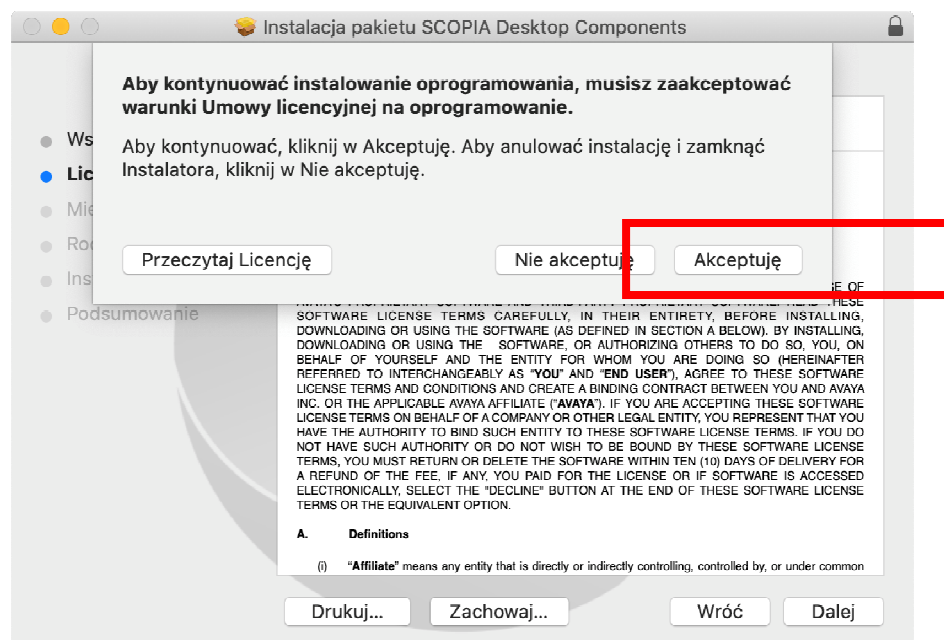 Instalacja pakietu SCOPIA Desktop Components
Aby kontynuować instalowanie oprogramowania, musisz zaakceptować
warunki Umowy licencyjnej na oprogramowanie.
Aby kontynuować, kliknij w Akceptuję. Aby anulować instalację i zamknąć
Instalatora, kliknij w Nie akceptuję.
Przeczytaj Licencję
Nie akceptuję
Akceptuję
Ws
Lic
Mie
Ins
Podsumowanie
SOFTWARE LICENSE TERMS CAREFULLY, IN THEIR ENTIRETY, BEFORE INSTALLING,
DOWNLOADING OR USING THE SOFTWARE (AS DEFINED IN SECTION A BELOW). BY INSTALLING,
DOWNLOADING OR USING THE SOFTWARE, OR AUTHORIZING OTHERS TO DO SO, YOU, ON
BEHALF OF YOURSELF AND THE ENTITY FOR WHOM YOU ARE DOING SO (HEREINAFTER
REFERRED TO INTERCHANGEABLY AS "YOU" AND "END USER"), AGREE TO THESE SOFTWARE
LICENSE TERMS AND CONDITIONS AND CREATE A BINDING CONTRACT BETWEEN YOU AND AVAYA
INC. OR THE APPLICABLE AVAYA AFFILIATE ("AVAYA"). IF YOU ARE ACCEPTING THESE SOFTWARE
LICENSE TERMS ON BEHALF OF A COMPANY OR OTHER LEGAL ENTITY, YOU REPRESENT THAT YOU
HAVE THE AUTHORITY TO BIND SUCH ENTITY TO THESE SOFTWARE LICENSE TERMS. IF YOU DO
NOT HAVE SUCH AUTHORITY OR DO NOT WISH TO BE BOUND BY THESE SOFTWARE LICENSE
TERMS, YOU MUST RETURN OR DELETE THE SOFTWARE WITHIN TEN (10) DAYS OF DELIVERY FOR
A REFUND OF THE FEE, IF ANY, YOU PAID FOR THE LICENSE OR IF SOFTWARE IS ACCESSED
ELECTRONICALLY, SELECT THE "DECLINE" BUTTON AT THE END OF THESE SOFTWARE LICENSE
TERMS OR THE EQUIVALENT OPTION.
A. Definitions
(i) "Affiliate" means any entity that is directly or indirectly controlling, controlled by, or under common
Drukuj...
Zachowaj...
Wróć
Dalej